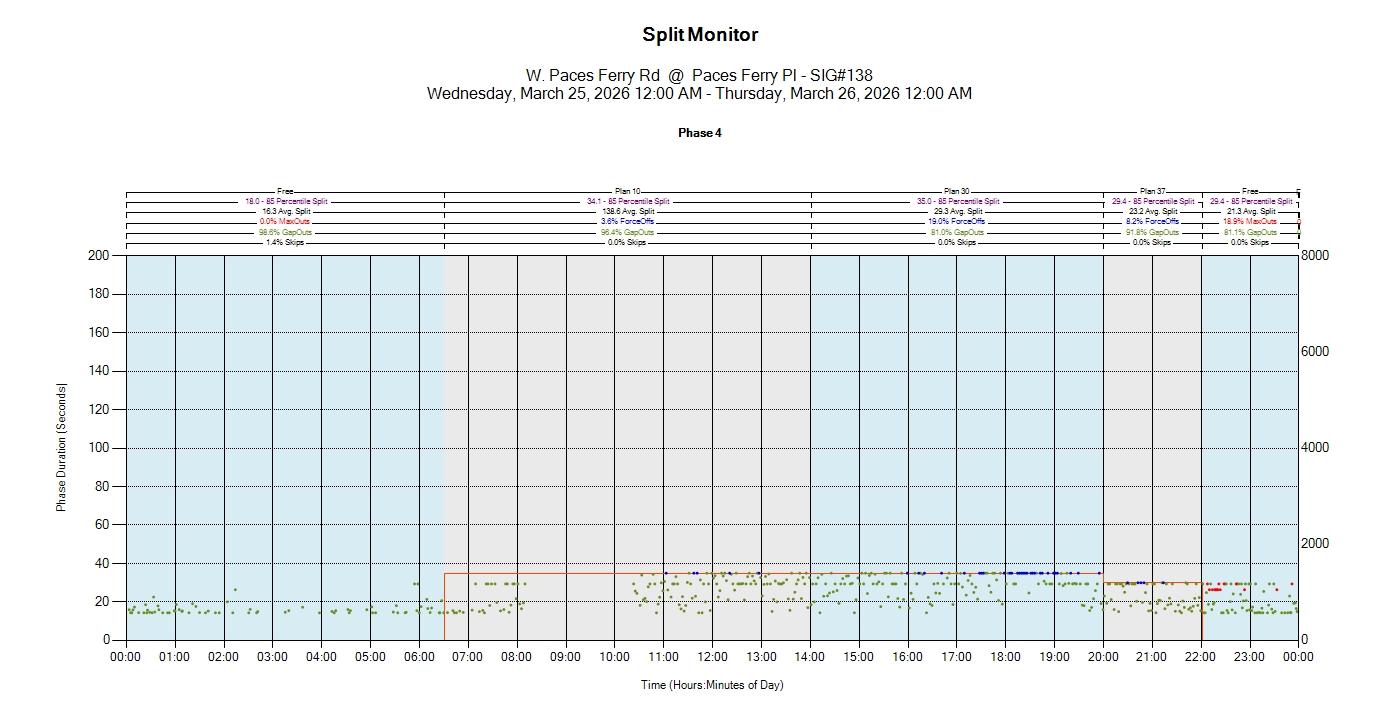 Split Monitor
W. Paces Ferry Rd @ Paces Ferry Pl - SIG#138
Wednesday, March 25, 2026 12:00 AM - Thursday, March 26, 2026 12:00 AM
Phase 4
Free Plan 10 Plan 30 Plan 37 Free F
18.0 - 85 Percentile Split 34.1 - 85 Percentile Split 35.0 - 85 Percentile Split 29.4 - 85 Percentile Split 29.4 - 85 Percentile Split
16.3 Avg. Split 138.6 Avg. Split 29.3 Avg. Split 23.2 Avg. Split 21.3 Avg. Split
0.0% MaxOuts 3.6% ForceOffs 19.0% ForceOffs 8.2% ForceOffs 18.9% MaxOuts
98.6% GapOuts 96.4% GapOuts 81.0% GapOuts 91.8% GapOuts 81.1% GapOuts
1.4% Skips 0.0% Skips 0.0% Skips 0.0% Skips 0.0% Skips
200 8000
180
160
6000
140
120
100 4000
80
60
2000
40
20
0 0
Phase Duration (Seconds)
00:00 01:00 02:00 03:00 04:00 05:00 06:00 07:00 08:00 09:00 10:00 11:00 12:00 13:00 14:00 15:00 16:00 17:00 18:00 19:00 20:00 21:00 22:00 23:00 00:00
Time (Hours:Minutes of Day)